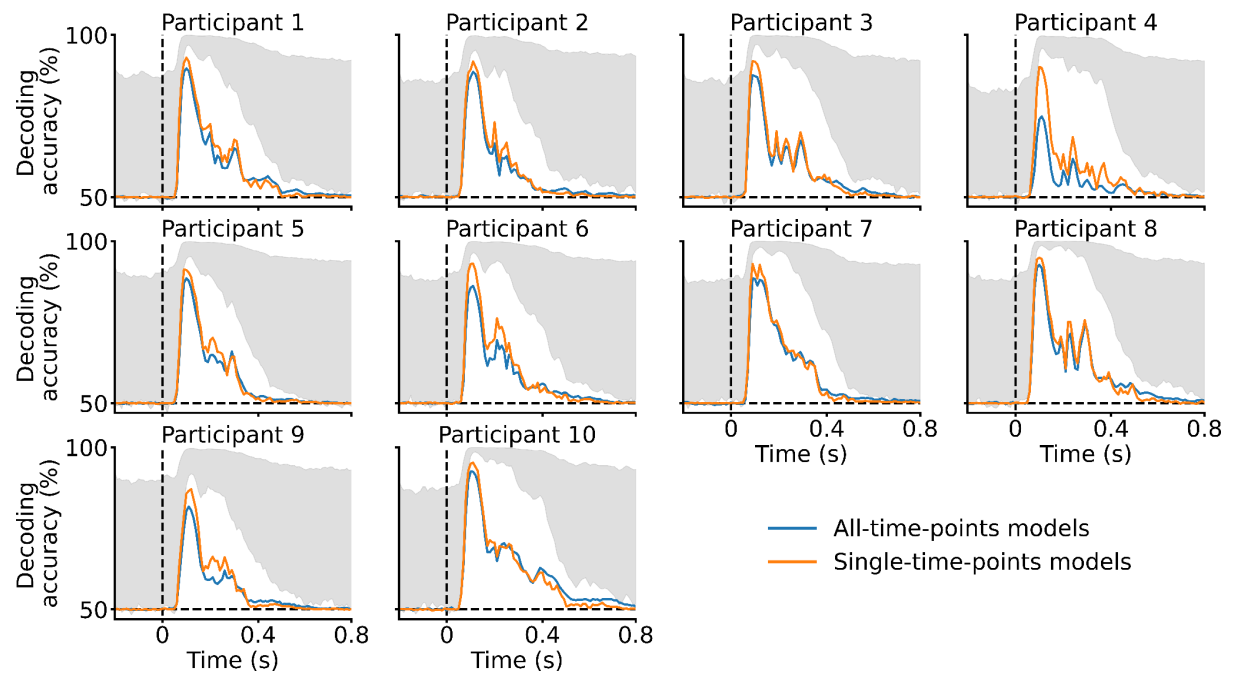 Participant 1
Participant 2
Participant 3
Participant 4
Decoding
accuracy (%)
100
50
Participant 5
Participant 6
Participant 7
Participant 8
Decoding
accuracy (%)
100
50
0 0.4 0.8
0 0.4 0.8
Time (s)
Time (s)
Participant 9
Participant 10
Decoding
accuracy (%)
100
50
0 0.4 0.8
0 0.4 0.8
Time (s)
Time (s)
All-time-points models
Single-time-points models